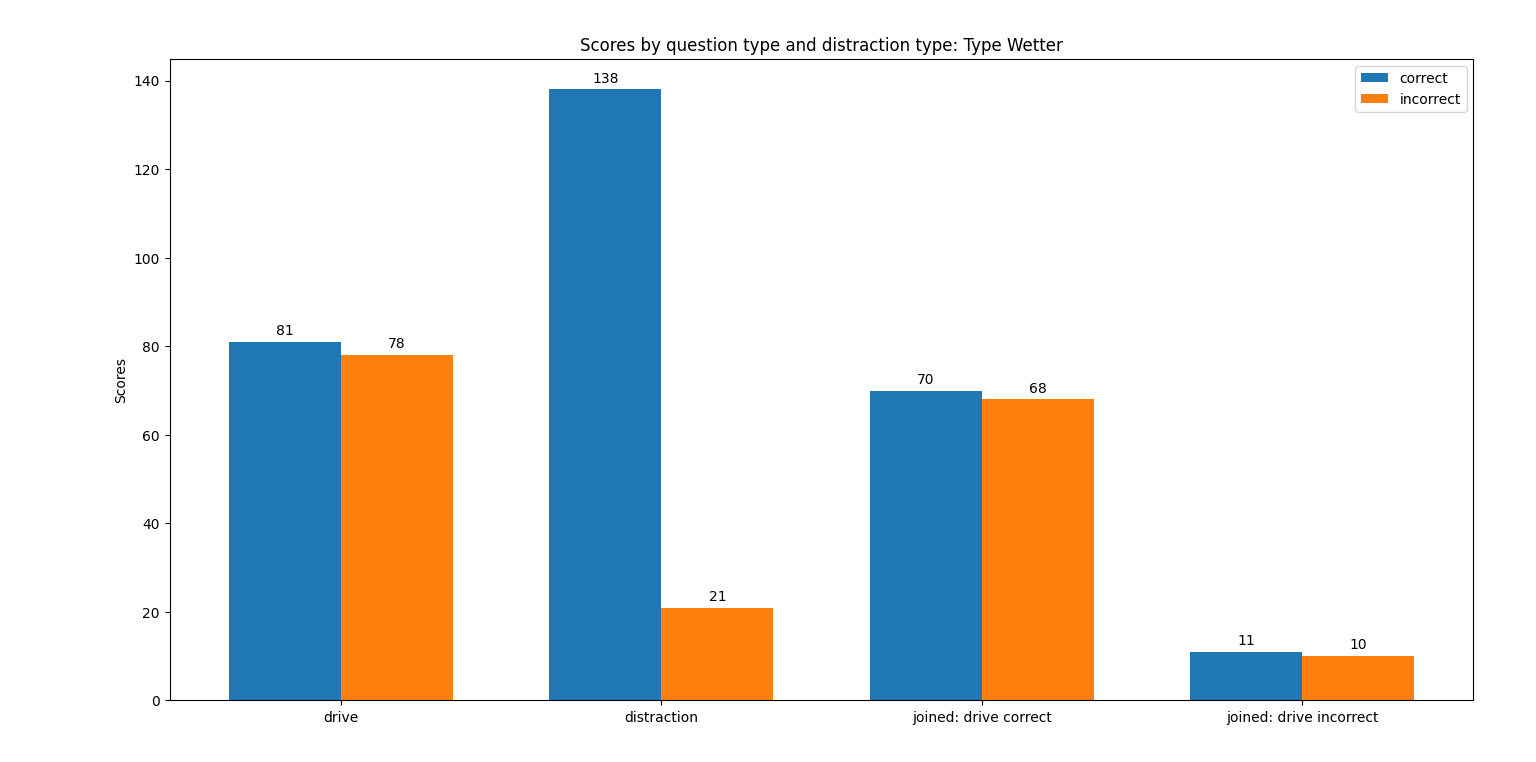 Scores by question type and distraction type: Type Wetter
correct
incorrect
Scores
140
120
100
80
60
40
20
0
138
81
78
70
68
21
11
10
drive
distraction
joined: drive correct
joined: drive incorrect